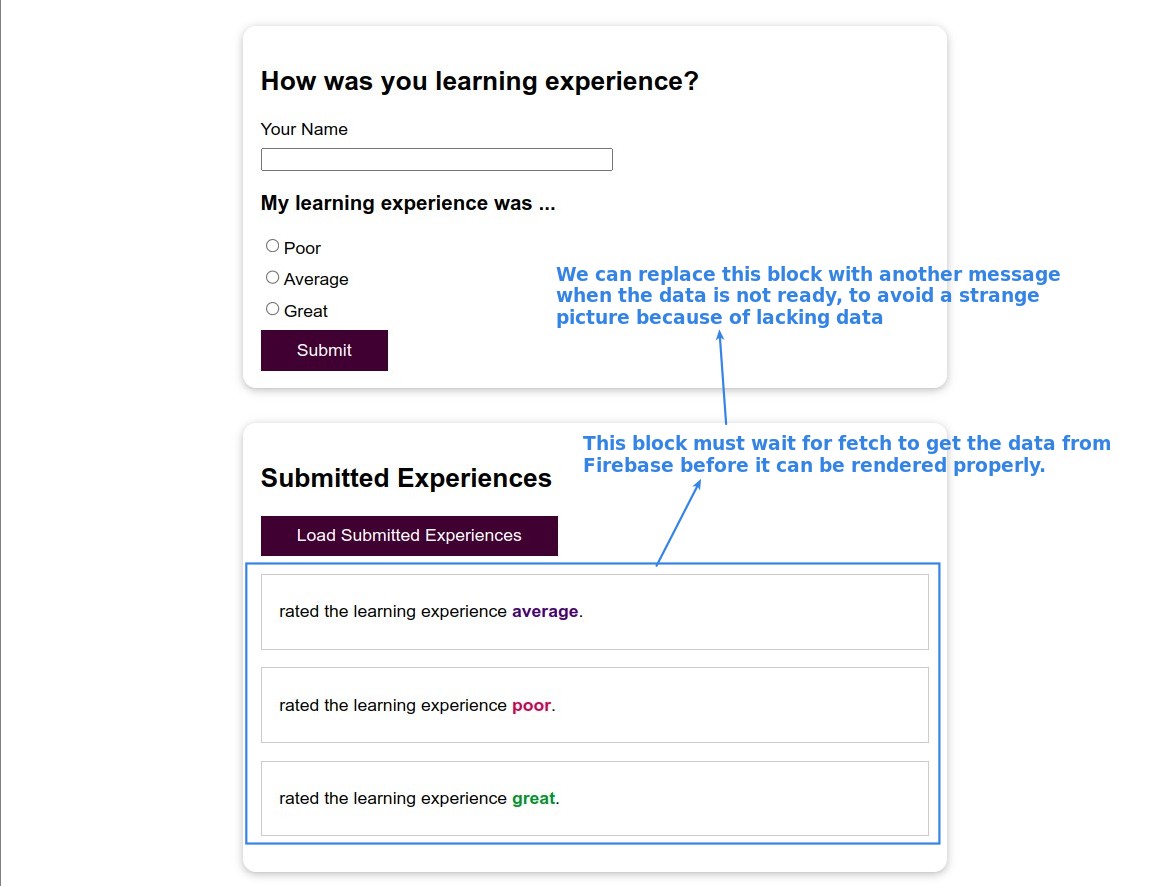 How was you learning experience?
Your Name
My learning experience was ...
Poor
Average
Great
Submit
We can replace this block with another message
when the data is not ready, to avoid a strange
picture because of lacking data
This block must wait for fetch to get the data from
Firebase before it can be rendered properly.
Submitted Experiences
Load Submitted Experiences
rated the learning experience average.
rated the learning experience poor.
rated the learning experience great.